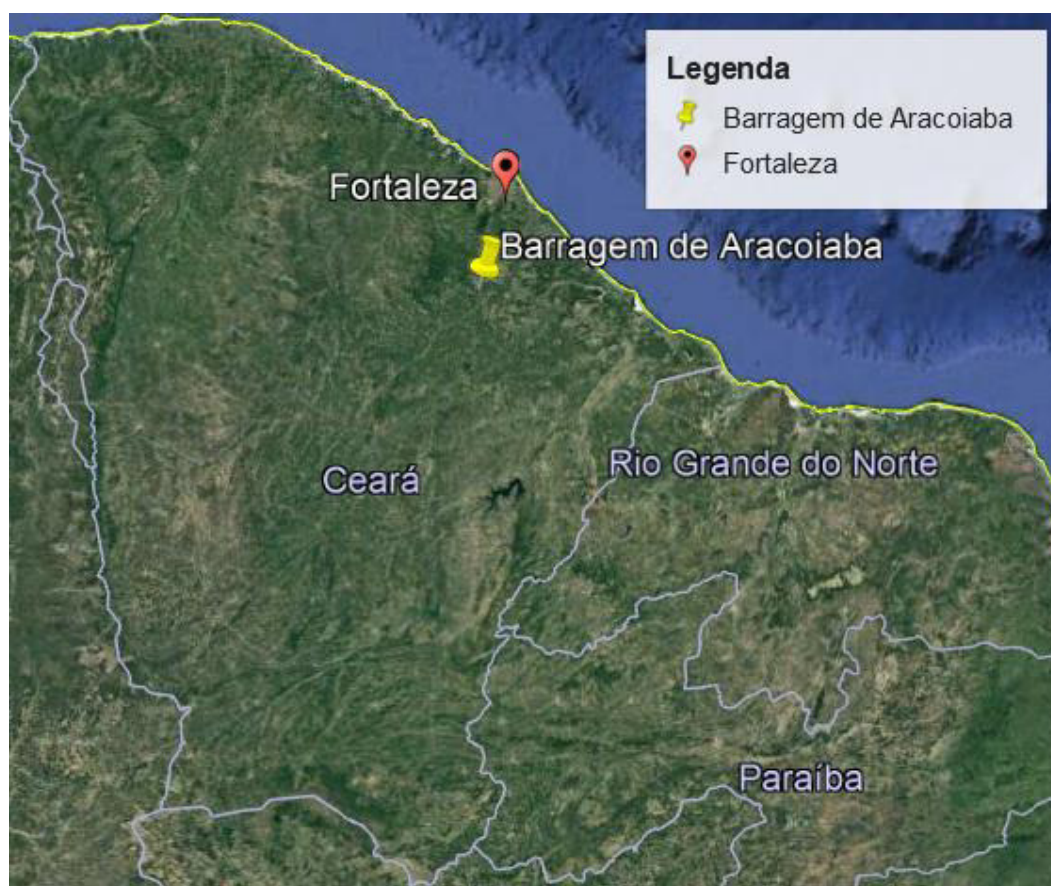 Legenda
Barragem de Aracoiaba
Fortaleza
Fortaleza
Barragem de Aracoiaba
Ceará
Rio Grande do Norte
Paraíba